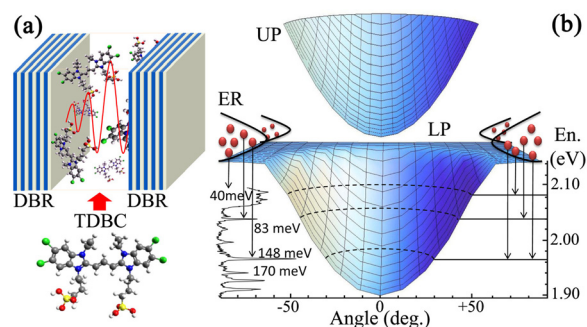 (a)
DBR
DBR
TDBC
(b)
UP
ER
LP
En.
(eV)
2.10
2.00
1.90
40meV
83 meV
148 meV
170 meV
-50
0
+50
Angle (deg.)